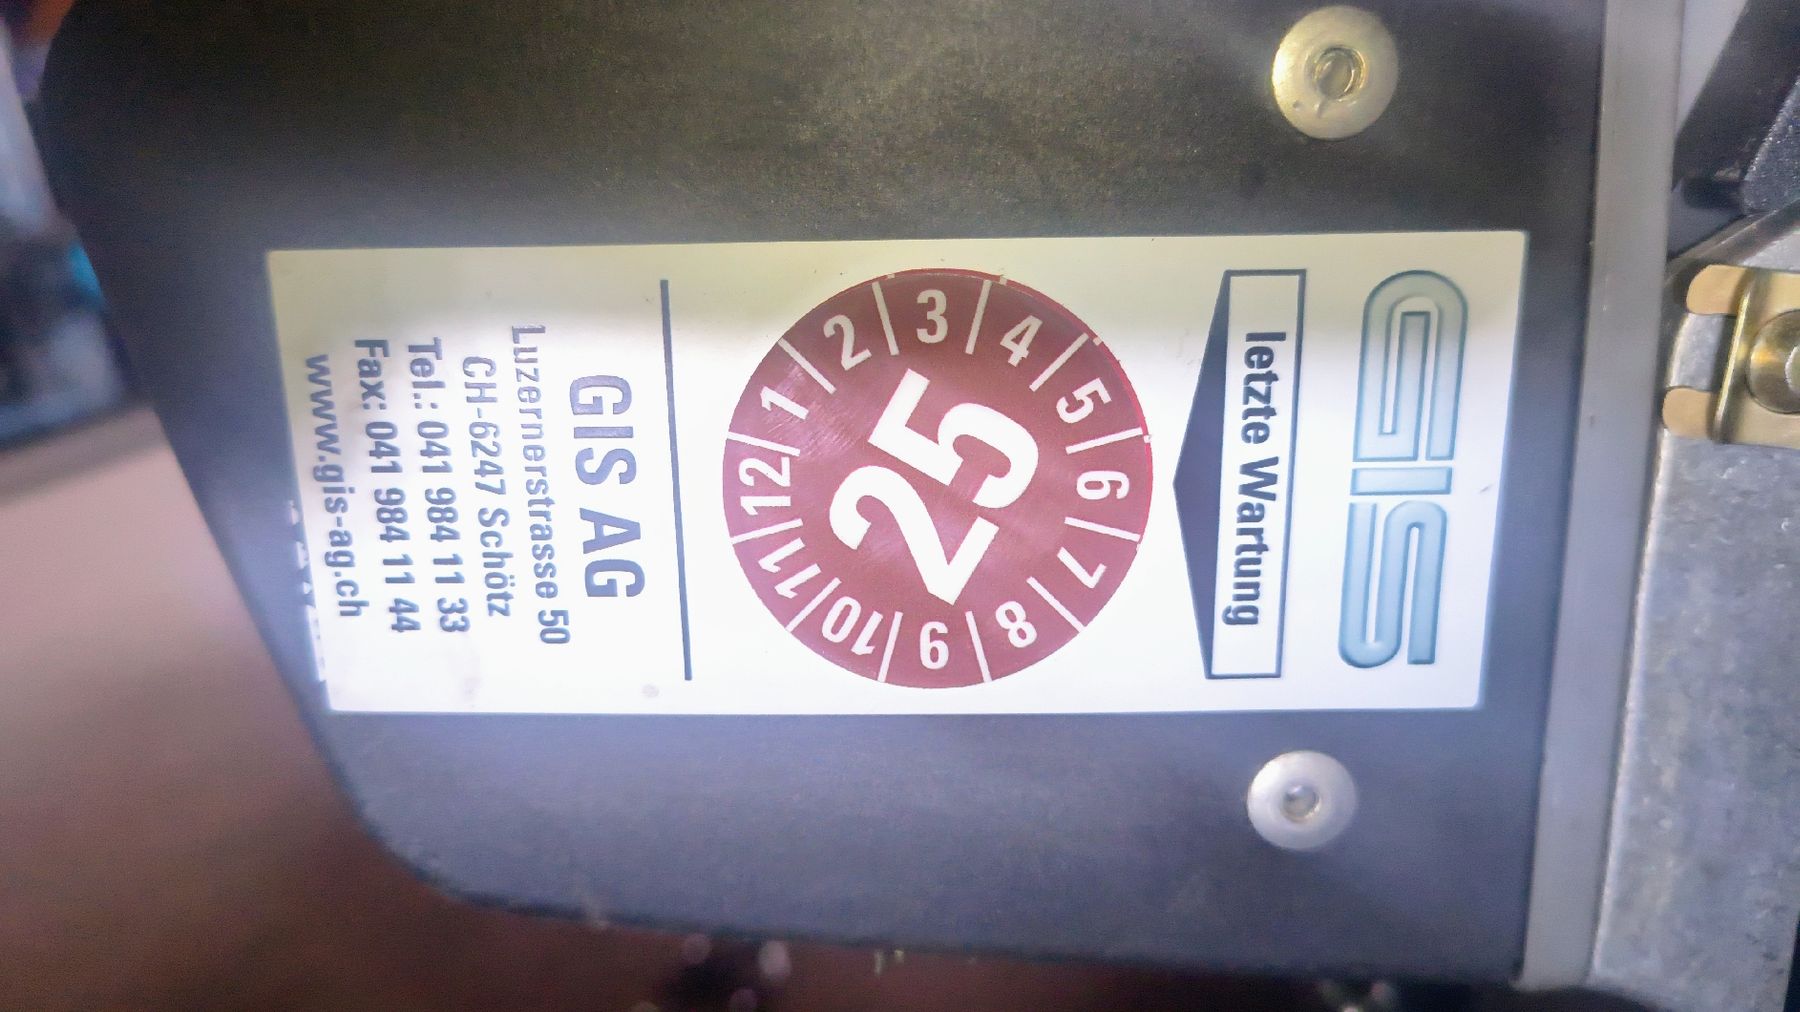 GIS
letzte Wartung
1 2 3 4 5 6 7 8 9 10 11 12
25
GIS AG
Luzernerstrasse 50
CH-6247 Schötz
Tel.: 041 984 11 33
Fax: 041 984 11 44
www.gis-ag.ch